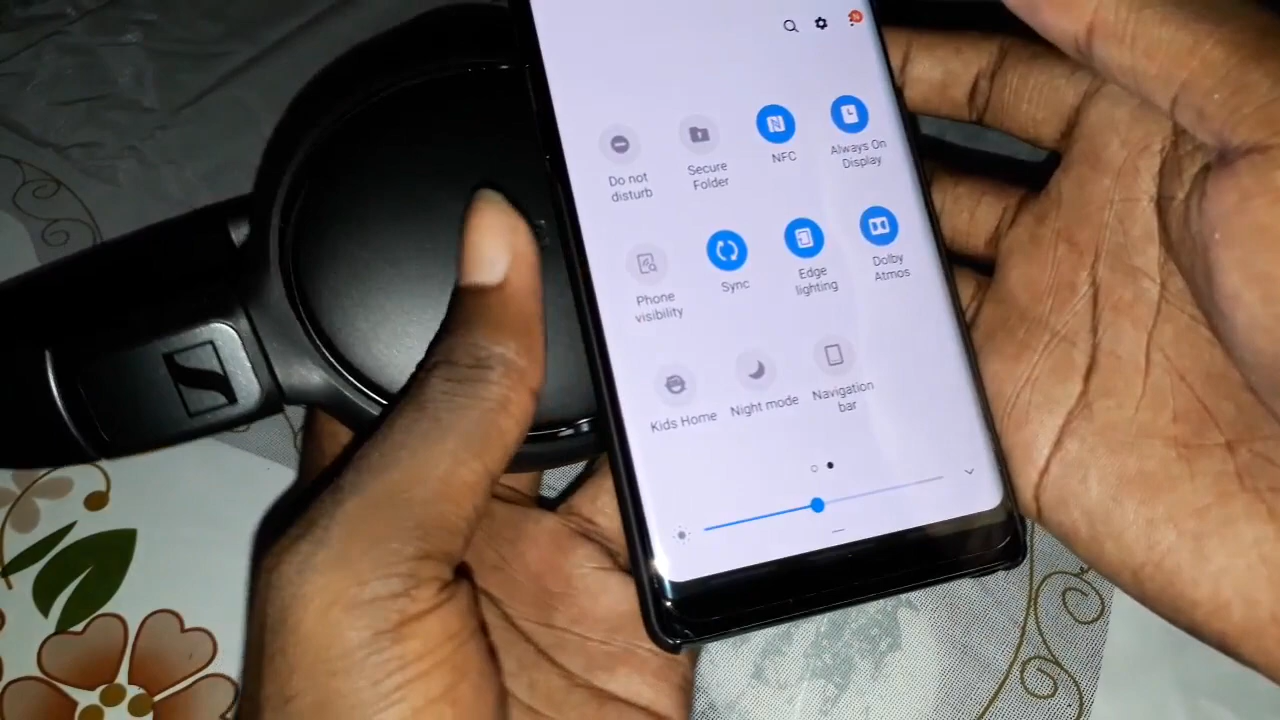 N
Do not
disturb
Secure
Folder
NFC
Always On
Display
Phone
visibility
Sync
Edge
lighting
Dolby
Atmos
Kids Home
Night mode
Navigation
bar